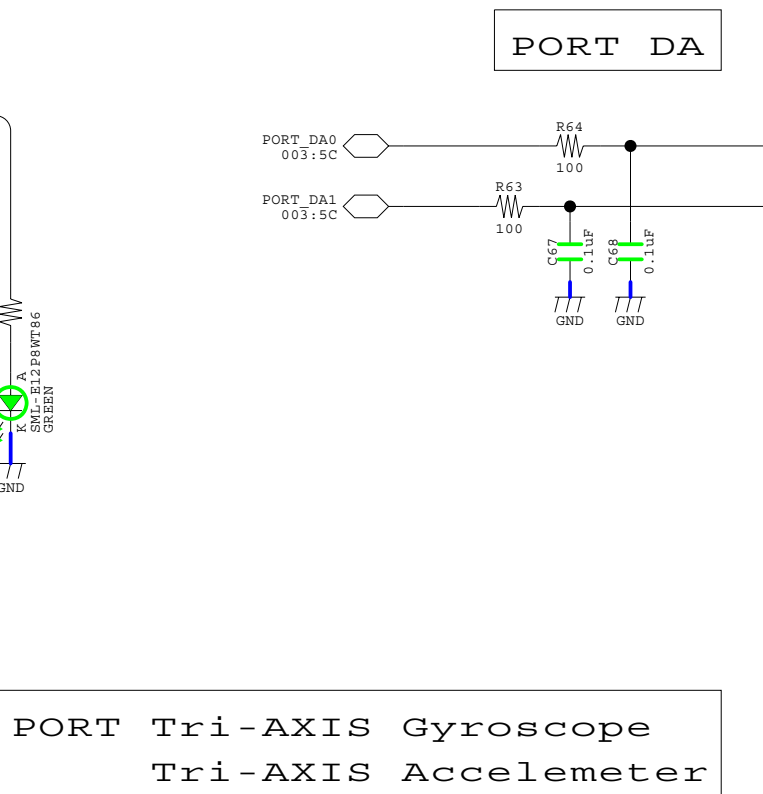 PORT DA
PORT_DA0
003:5C
R64
100
PORT_DA1
003:5C
R63
100
C67
0.1uF
C68
0.1uF
GND
GND
A
K
SML-E12P8WT86
GREEN
GND
PORT Tri-AXIS Gyroscope
Tri-AXIS Accelemeter